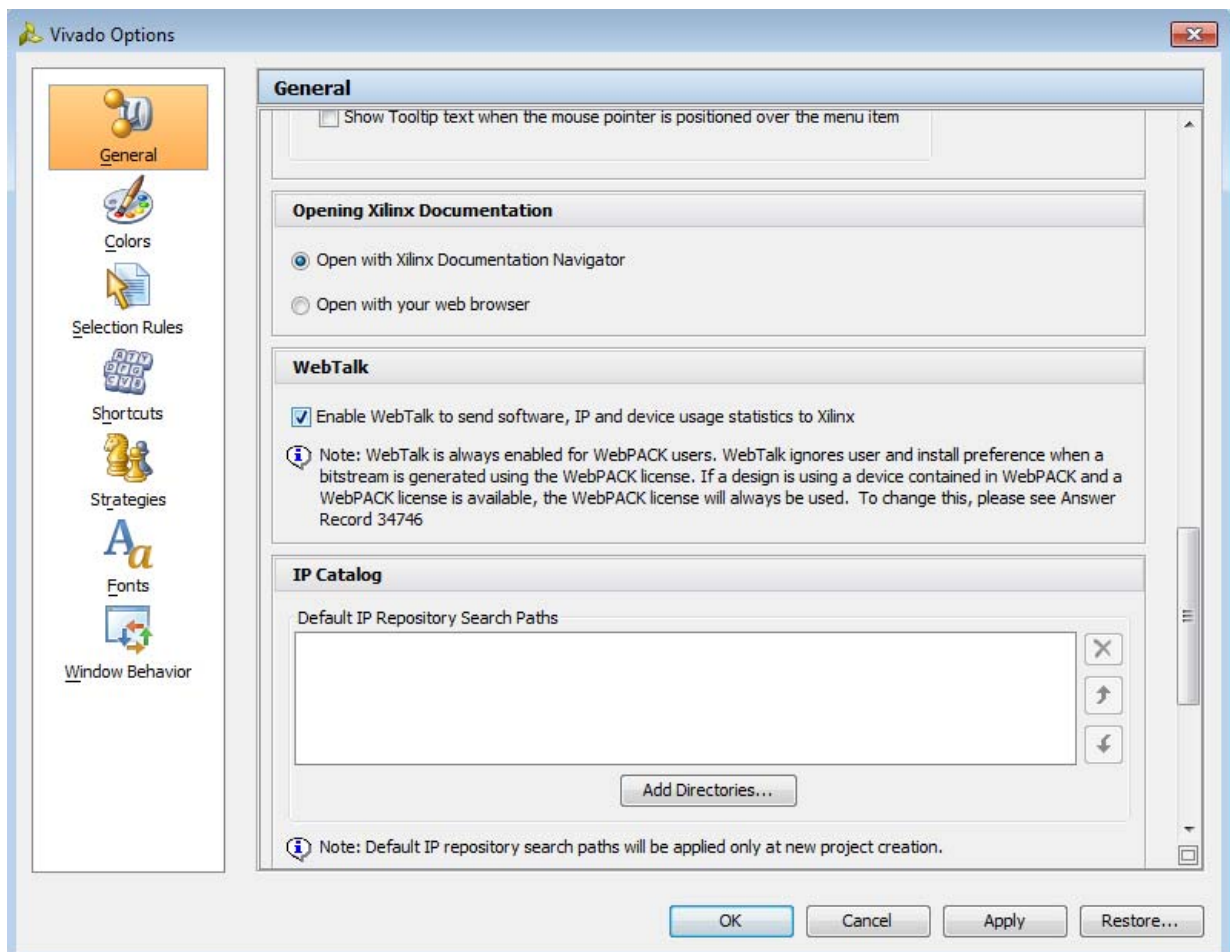 Vivado Options
General
Colors
Selection Rules
Shortcuts
Strategies
Fonts
Window Behavior
General
Show Tooltip text when the mouse pointer is positioned over the menu item
Opening Xilinx Documentation
Open with Xilinx Documentation Navigator
Open with your web browser
WebTalk
Enable WebTalk to send software, IP and device usage statistics to Xilinx
Note: WebTalk is always enabled for WebPACK users. WebTalk ignores user and install preference when a
bitstream is generated using the WebPACK license. If a design is using a device contained in WebPACK and a
WebPACK license is available, the WebPACK license will always be used. To change this, please see Answer
Record 34746
IP Catalog
Default IP Repository Search Paths
Add Directories...
Note: Default IP repository search paths will be applied only at new project creation.
OK
Cancel
Apply
Restore...